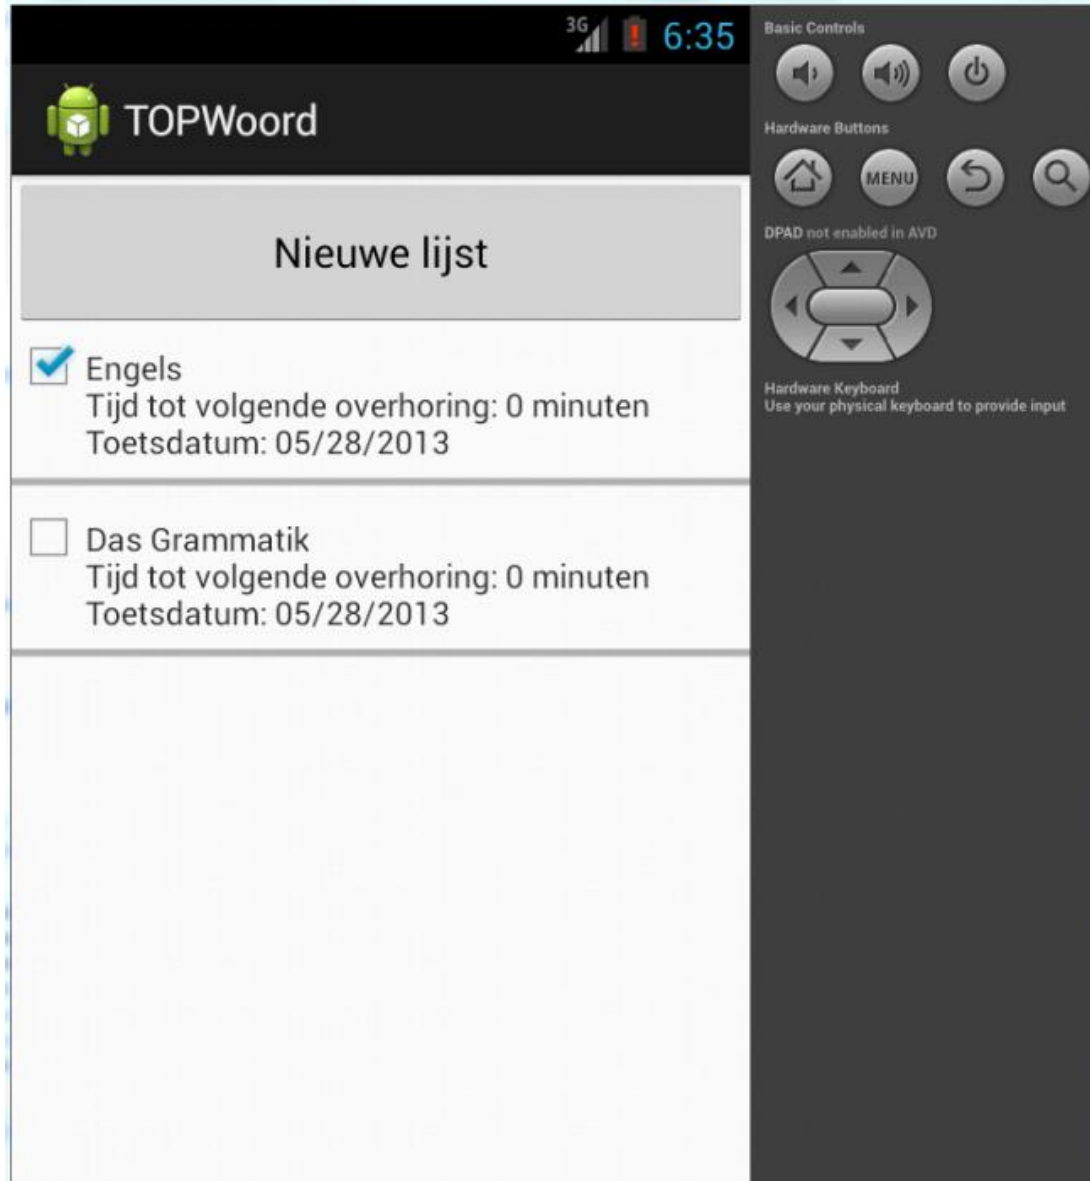 3G 6:35
TOPWoord
Nieuwe lijst
Engels
Tijd tot volgende overhoring: 0 minuten
Toetsdatum: 05/28/2013
Das Grammatik
Tijd tot volgende overhoring: 0 minuten
Toetsdatum: 05/28/2013
Basic Controls
Hardware Buttons
MENU
DPAD not enabled in AVD
Hardware Keyboard
Use your physical keyboard to provide input